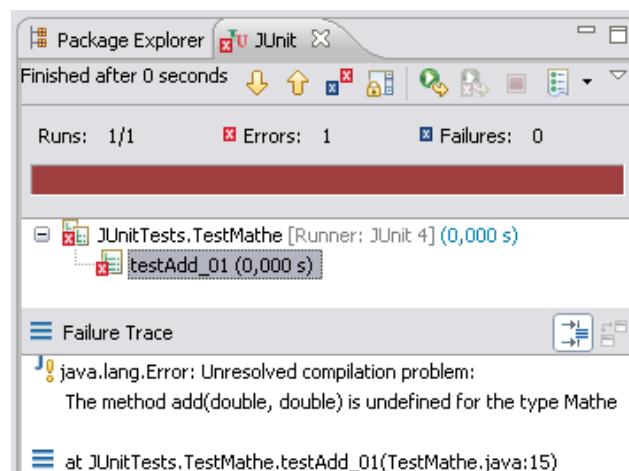 Package Explorer JUnit
Finished after 0 seconds
Runs: 1/1 Errors: 1 Failures: 0
JUnitTests.TestMathe [Runner: JUnit 4] (0,000 s)
testAdd_01 (0,000 s)
Failure Trace
java.lang.Error: Unresolved compilation problem:
The method add(double, double) is undefined for the type Mathe
at JUnitTests.TestMathe.testAdd_01(TestMathe.java:15)